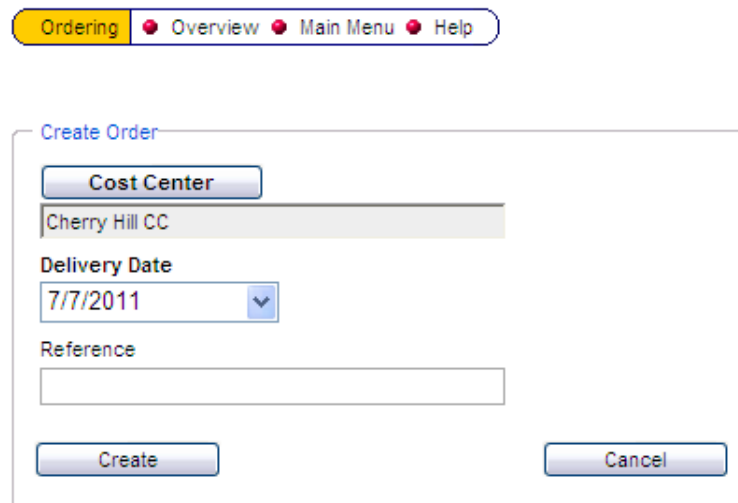 Ordering Overview Main Menu Help
Create Order
Cost Center
Cherry Hill CC
Delivery Date
7/7/2011
Reference
Create Cancel